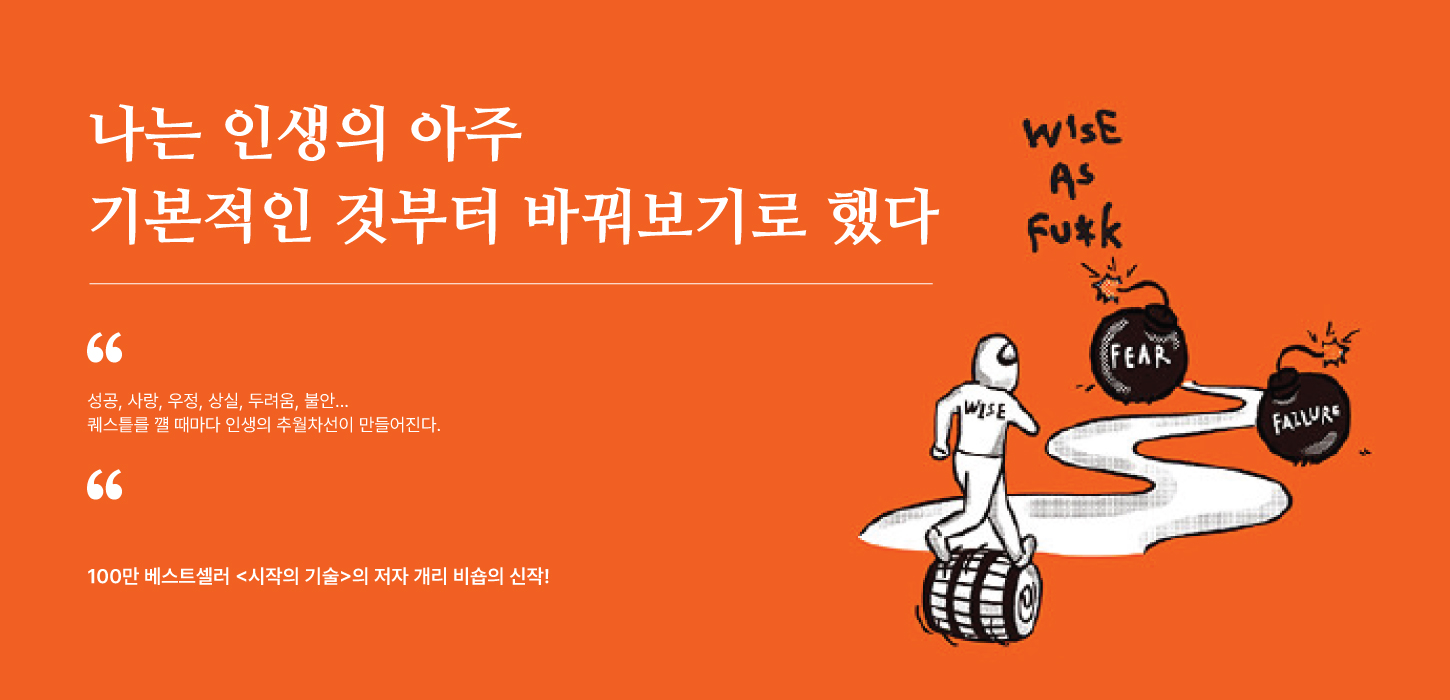 나는 인생의 아주
기본적인 것부터 바꿔보기로 했다
“
성공, 사랑, 우정, 상실, 두려움, 불안...
퀘스틑를 꺨 때마다 인생의 추월차선이 만들어진다.
“
100만 베스트셀러 <시작의 기술>의 저자 개리 비숍의 신작!
WISE
AS
FU*K
FEAR
FAILURE
WISE